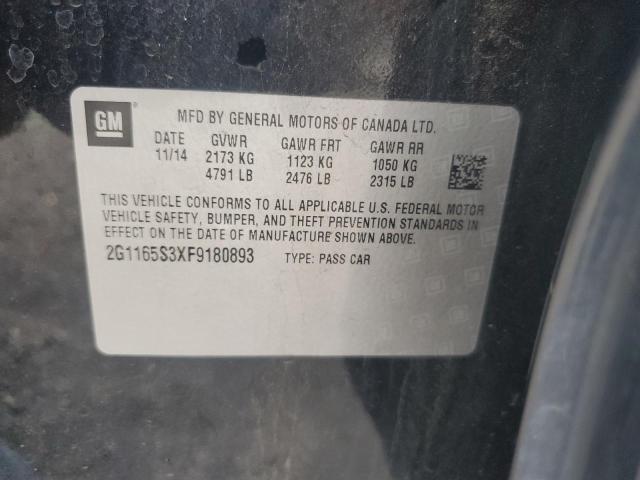 GM
MFD BY GENERAL MOTORS OF CANADA LTD.
DATE GVWR GAWR FRT GAWR RR
11/14 2173 KG 1123 KG 1050 KG
4791 LB 2476 LB 2315 LB
THIS VEHICLE CONFORMS TO ALL APPLICABLE U.S. FEDERAL MOTOR
VEHICLE SAFETY, BUMPER, AND THEFT PREVENTION STANDARDS IN
EFFECT ON THE DATE OF MANUFACTURE SHOWN ABOVE.
2G1165S3XF9180893 TYPE: PASS CAR